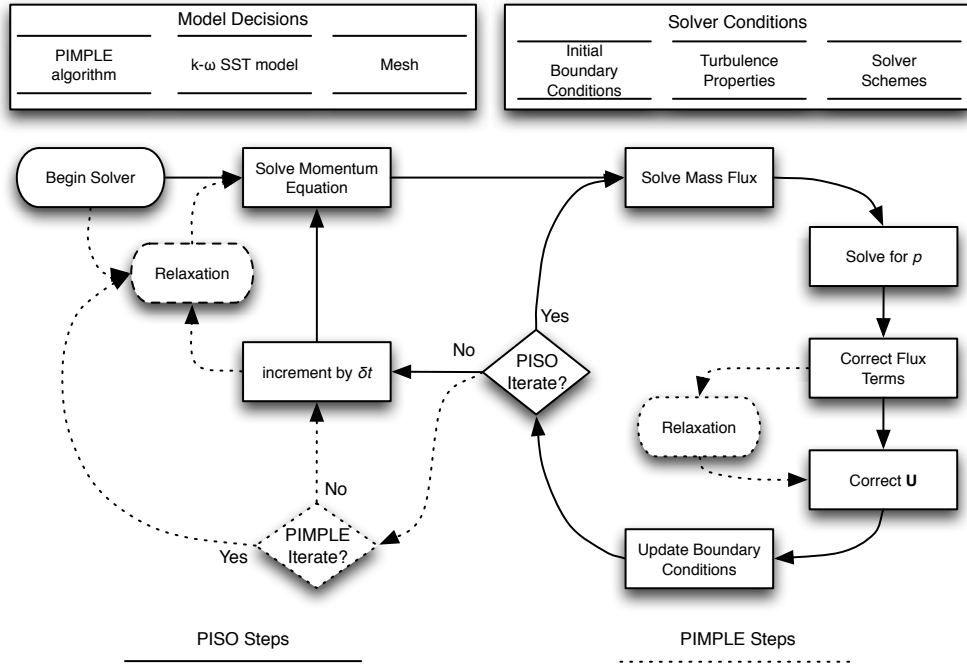 Model Decisions
PIMPLE
algorithm
k-ω SST model
Mesh
Solver Conditions
Initial
Boundary
Conditions
Turbulence
Properties
Solver
Schemes
Begin Solver
Solve Momentum
Equation
Solve Mass Flux
Relaxation
Solve for p
Yes
No
increment by δt
PISO
Iterate?
Correct Flux
Terms
Relaxation
Correct U
No
PIMPLE
Iterate?
Yes
Update Boundary
Conditions
PISO Steps
PIMPLE Steps